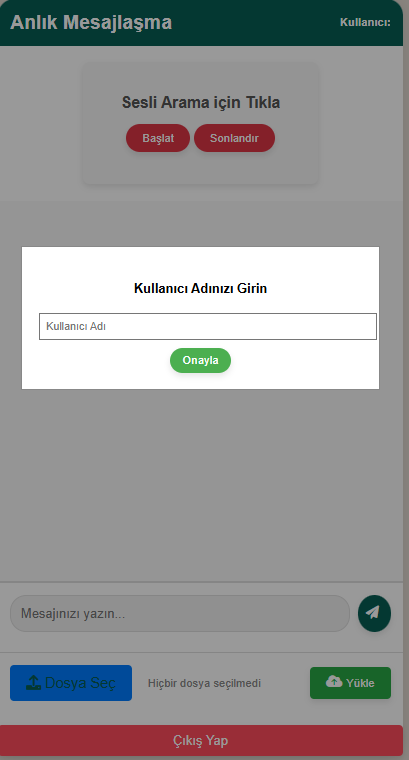 Anlık Mesajlaşma
Kullanıcı:
Sesli Arama için Tıkla
Başlat
Sonlandır
Kullanıcı Adınızı Girin
Kullanıcı Adı
Onayla
Mesajınızı yazın...
Dosya Seç
Hiçbir dosya seçilmedi
Yükle
Çıkış Yap